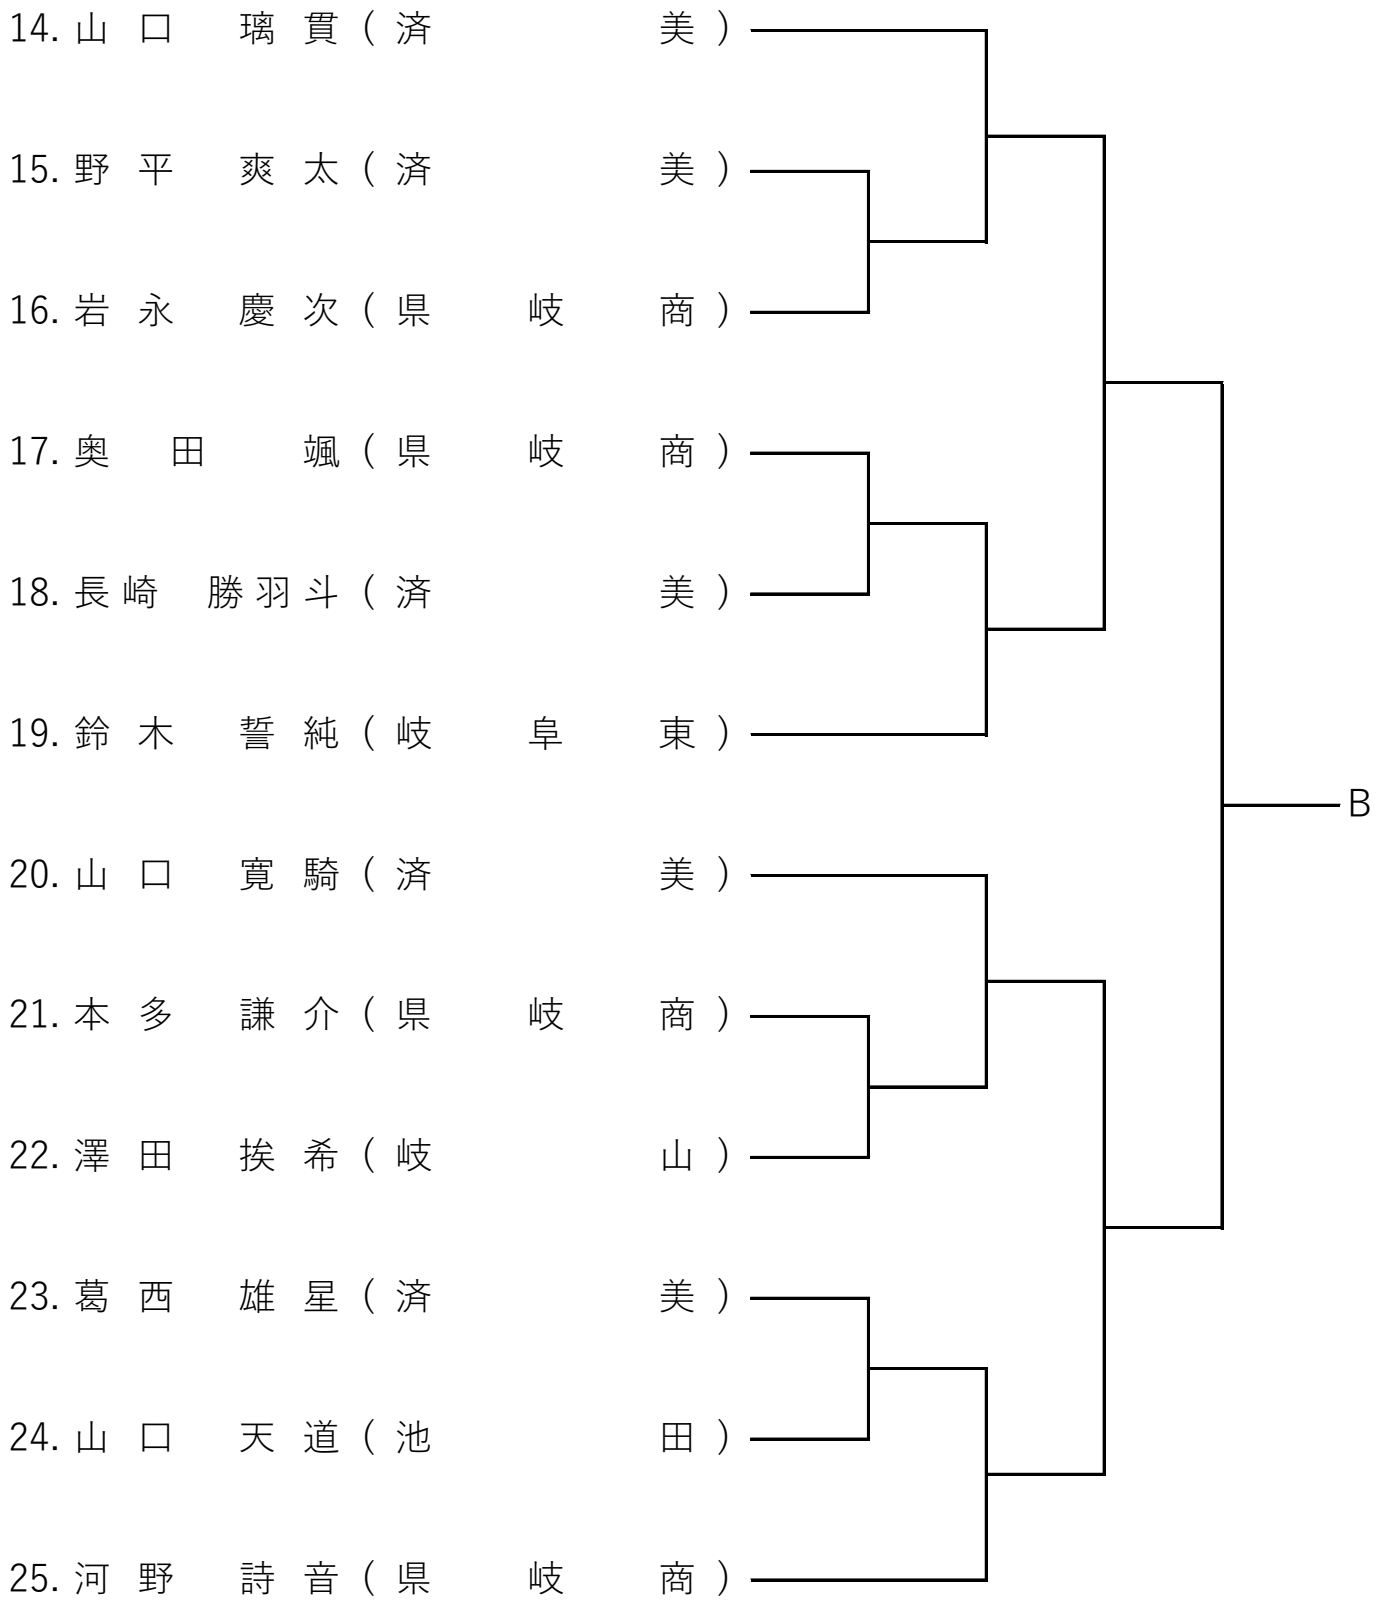 14. 山口 璃貫(済美)
15. 野平 爽太(済美)
16. 岩永 慶次(県岐商)
17. 奥田 颯(県岐商)
18. 長崎 勝羽斗(済美)
19. 鈴木 誓純(岐阜東)
B
20. 山口 寛騎(済美)
21. 本多 謙介(県岐商)
22. 澤田 挨希(岐山)
23. 葛西 雄星(済美)
24. 山口 天道(池田)
25. 河野 詩音(県岐商)